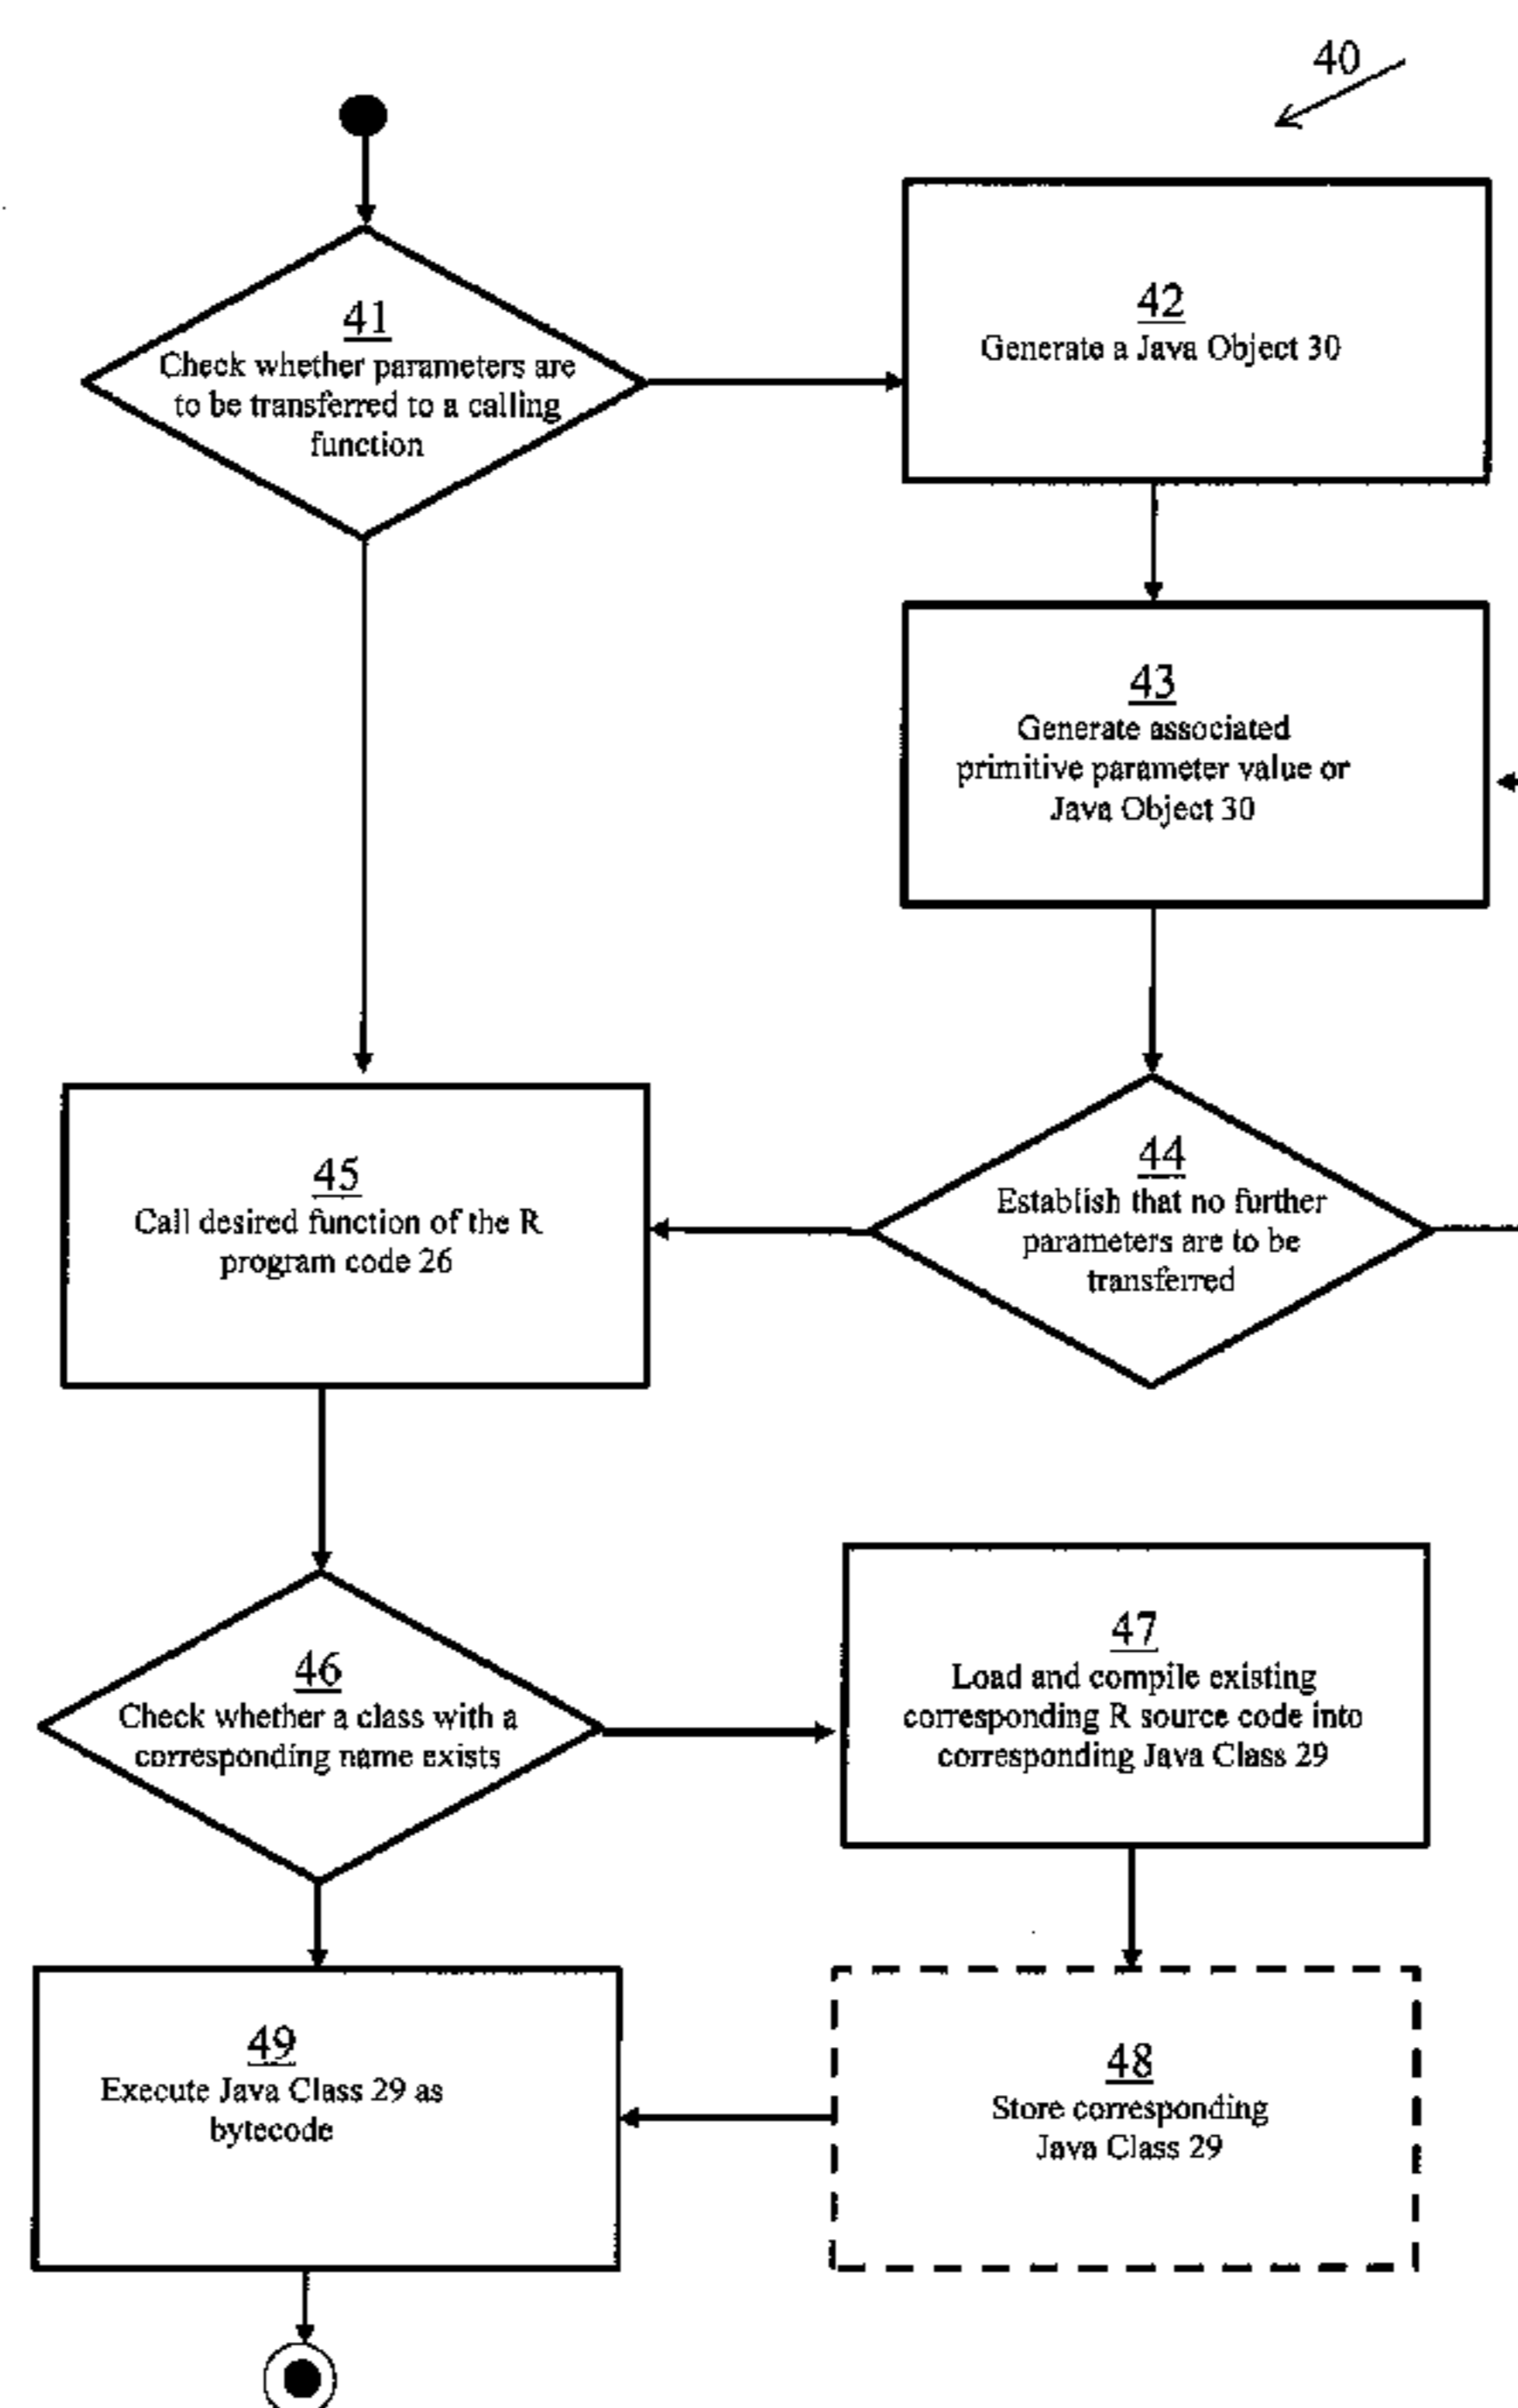 40
41
Check whether parameters are
to be transferred to a calling
function
42
Generate a Java Object 30
43
Generate associated
primitive parameter value or
Java Object 30
44
Establish that no further
parameters are to be
transferred
45
Call desired function of the R
program code 26
46
Check whether a class with a
corresponding name exists
47
Load and compile existing
corresponding R source code into
corresponding Java Class 29
48
Store corresponding
Java Class 29
49
Execute Java Class 29 as
bytecode